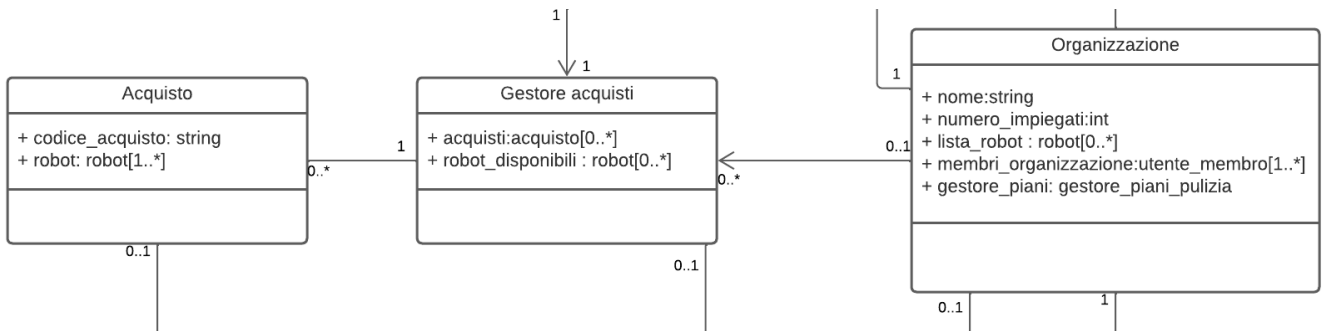 1
1
Acquisto
+ codice_acquisto: string
+ robot: robot[1..*]
0..*
0..1
1
Gestore acquisti
+ acquisti:acquisto[0..*]
+ robot_disponibili : robot[0..*]
0..*
0..1
0..1
1
Organizzazione
+ nome:string
+ numero_impiegati:int
+ lista_robot : robot[0..*]
+ membri_organizzazione:utente_membro[1..*]
+ gestore_piani: gestore_piani_pulizia
0..1
1